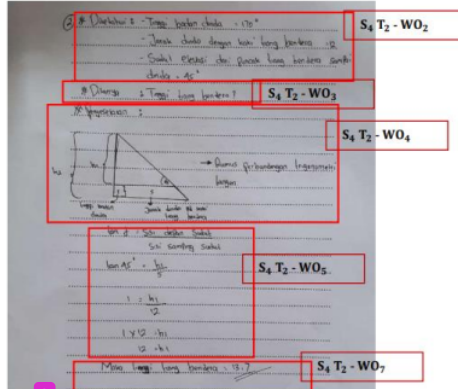 ② * Diketahui : - Tinggi badan dinda = 170°
S₄ T₂ - WO₂
- Jarak dinda dengan kaki tiang bendera = 12
- Sudut elevasi dari puncak tiang bendera
dinda = 45°
* Ditanya : Tinggi tiang bendera ?
S₄ T₂ - WO₃
* Penyelesaian :
S₄ T₂ - WO₄
h₂
h₁
→ Rumus perbandingan trigonometri
tinggi badan
dinda
Jarak dinda
tiang bendera
tan = Sisi depan Sudut
Sisi samping Sudut
S₄ T₂ - WO₅
tan 45° = h₁
1 = h₁
12
1 x 12 = h₁
12 = h₁
Maka tinggi tiang bendera = 13,7
S₄ T₂ - WO₇